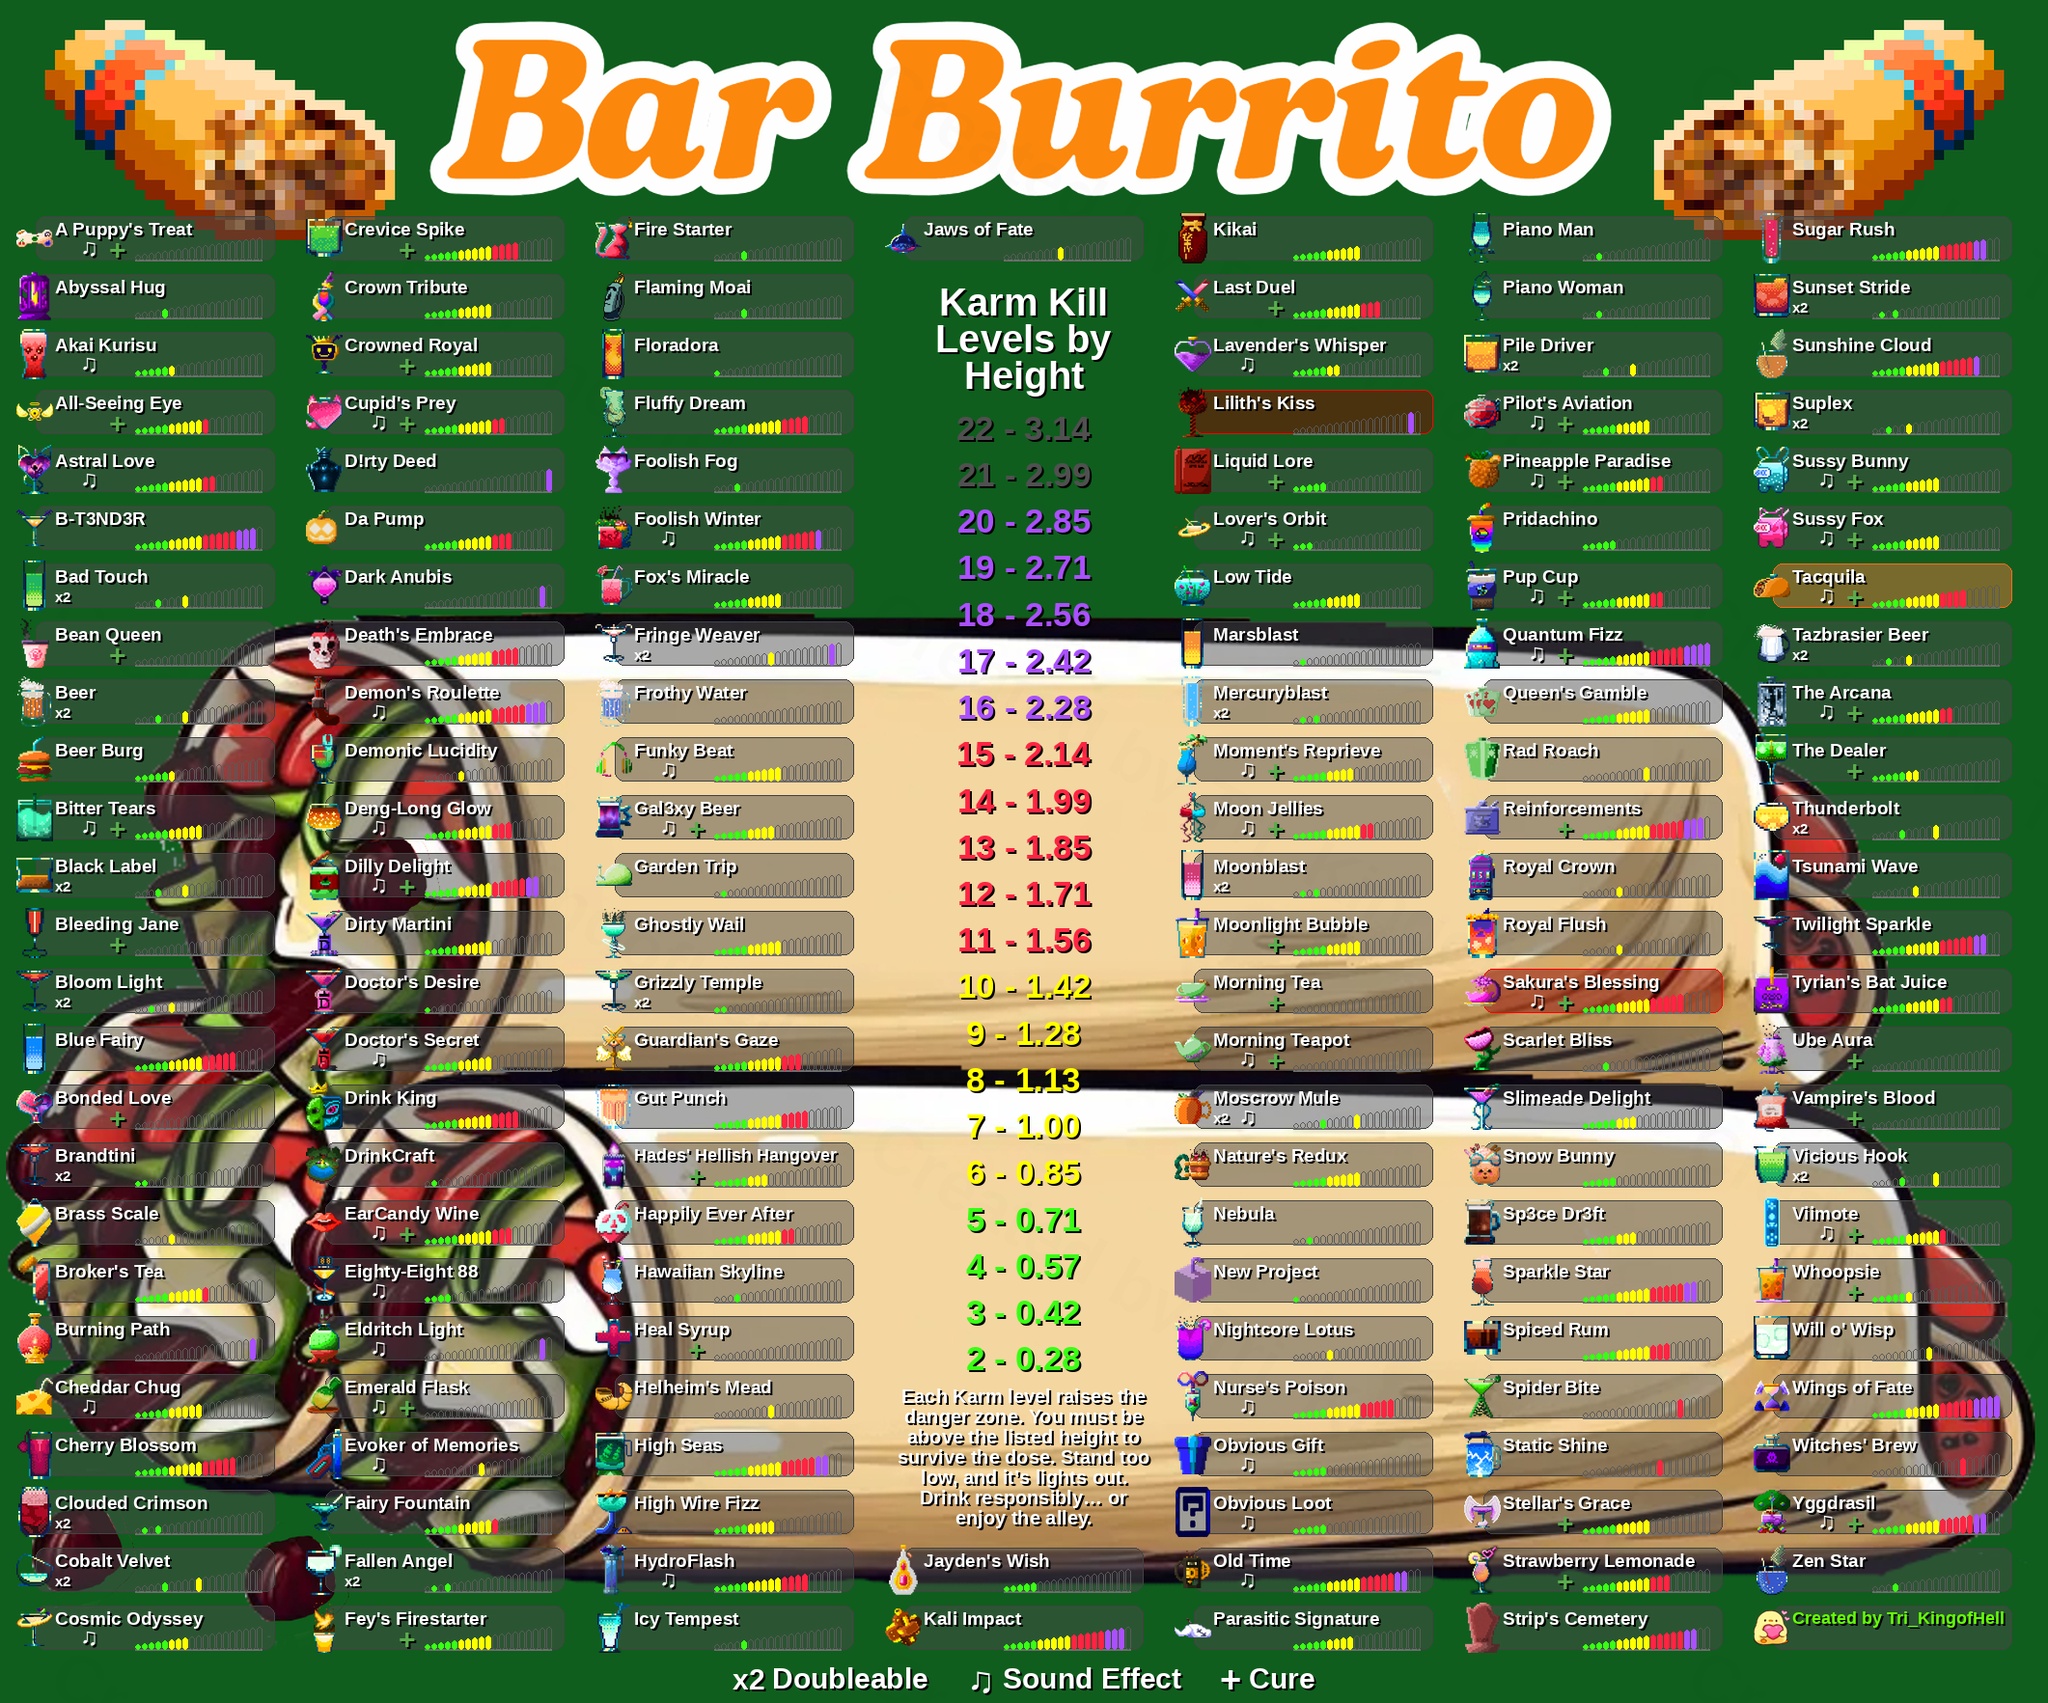 Bar Burrito
A Puppy's Treat
♫ +
Abyssal Hug
Akai Kurisu
♫
All-Seeing Eye
+
Astral Love
♫
B-T3ND3R
Bad Touch
x2
Bean Queen
+
Beer
x2
Beer Burg
Bitter Tears
♫ +
Black Label
x2
Bleeding Jane
+
Bloom Light
x2
Blue Fairy
Bonded Love
+
Brandtini
x2
Brass Scale
Broker's Tea
Burning Path
Cheddar Chug
♫
Cherry Blossom
Clouded Crimson
x2
Cobalt Velvet
x2
Cosmic Odyssey
♫
Crevice Spike
+
Crown Tribute
Crowned Royal
+
Cupid's Prey
♫ +
D!rty Deed
Da Pump
Dark Anubis
Death's Embrace
Demon's Roulette
♫
Demonic Lucidity
Deng-Long Glow
♫
Dilly Delight
♫ +
Dirty Martini
Doctor's Desire
Doctor's Secret
♫
Drink King
DrinkCraft
EarCandy Wine
♫ +
Eighty-Eight 88
♫
Eldritch Light
♫
Emerald Flask
♫ +
Evoker of Memories
♫
Fairy Fountain
Fallen Angel
x2
Fey's Firestarter
+
Fire Starter
Flaming Moai
Floradora
Fluffy Dream
Foolish Fog
Foolish Winter
♫
Fox's Miracle
Fringe Weaver
x2
Frothy Water
Funky Beat
♫
Gal3xy Beer
♫ +
Garden Trip
Ghostly Wail
Grizzly Temple
x2
Guardian's Gaze
Gut Punch
Hades' Hellish Hangover
+
Happily Ever After
Hawaiian Skyline
Heal Syrup
+
Helheim's Mead
High Seas
High Wire Fizz
HydroFlash
♫
Icy Tempest
Jaws of Fate
Karm Kill
Levels by
Height
22 - 3.14
21 - 2.99
20 - 2.85
19 - 2.71
18 - 2.56
17 - 2.42
16 - 2.28
15 - 2.14
14 - 1.99
13 - 1.85
12 - 1.71
11 - 1.56
10 - 1.42
9 - 1.28
8 - 1.13
7 - 1.00
6 - 0.85
5 - 0.71
4 - 0.57
3 - 0.42
2 - 0.28
Each Karm level raises the
danger zone. You must be
above the listed height to
survive the dose. Stand too
low, and it's lights out.
Drink responsibly... or
enjoy the alley.
Jayden's Wish
Kali Impact
Kikai
Last Duel
+
Lavender's Whisper
♫
Lilith's Kiss
Liquid Lore
+
Lover's Orbit
♫ +
Low Tide
Marsblast
Mercuryblast
x2
Moment's Reprieve
♫ +
Moon Jellies
♫ +
Moonblast
x2
Moonlight Bubble
+
Morning Tea
+
Morning Teapot
♫ +
Moscrow Mule
x2 ♫
Nature's Redux
Nebula
New Project
Nightcore Lotus
Nurse's Poison
♫
Obvious Gift
♫
Obvious Loot
♫
Old Time
♫
Parasitic Signature
Piano Man
Piano Woman
Pile Driver
x2
Pilot's Aviation
♫ +
Pineapple Paradise
♫ +
Pridachino
Pup Cup
♫ +
Quantum Fizz
♫ +
Queen's Gamble
Rad Roach
Reinforcements
+
Royal Crown
Royal Flush
Sakura's Blessing
♫ +
Scarlet Bliss
Slimeade Delight
Snow Bunny
Sp3ce Dr3ft
Sparkle Star
Spiced Rum
Spider Bite
Static Shine
Stellar's Grace
+
Strawberry Lemonade
+
Strip's Cemetery
Sugar Rush
Sunset Stride
x2
Sunshine Cloud
Suplex
x2
Sussy Bunny
♫ +
Sussy Fox
♫ +
Tacquila
♫ +
Tazbrasier Beer
x2
The Arcana
♫ +
The Dealer
+
Thunderbolt
x2
Tsunami Wave
Twilight Sparkle
Tyrian's Bat Juice
Ube Aura
+
Vampire's Blood
+
Vicious Hook
x2
Viimote
♫ +
Whoopsie
+
Will o' Wisp
Wings of Fate
Witches' Brew
Yggdrasil
♫ +
Zen Star
Created by Tri_KingofHell
x2 Doubleable ♫ Sound Effect + Cure